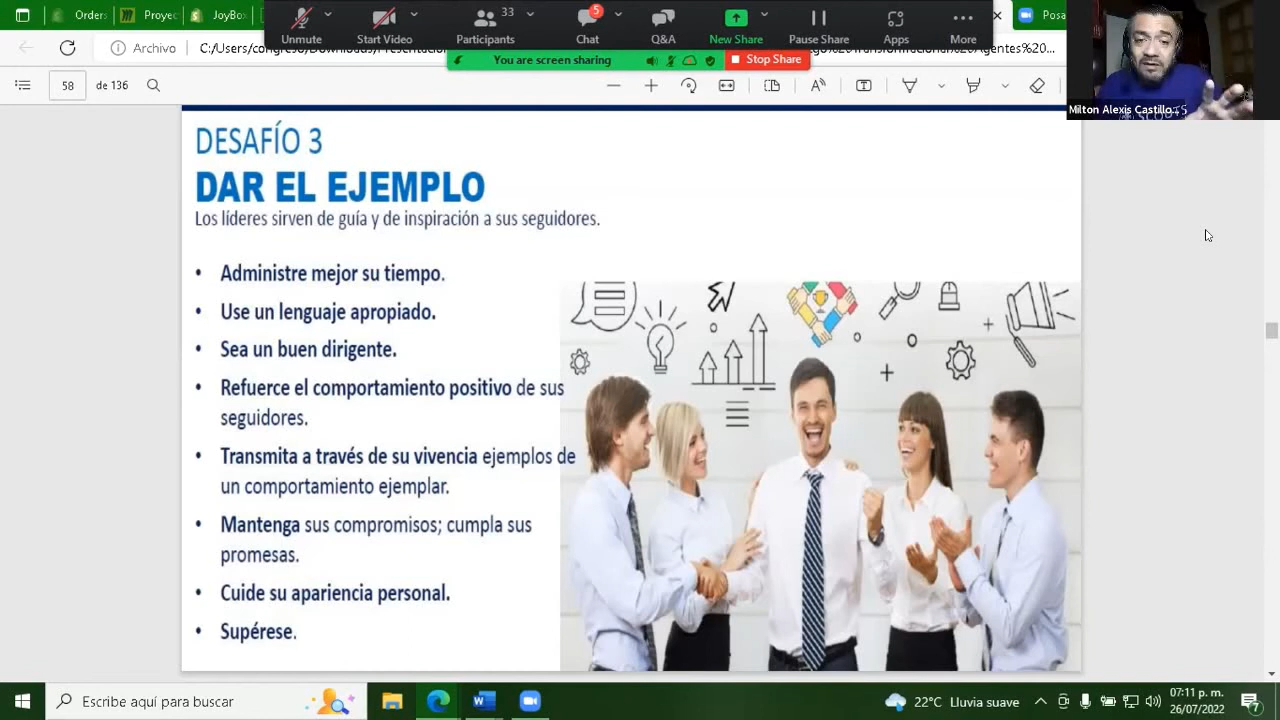 Orders
Proyec
JoyBox
Posa
Unmute
Start Video
33
Participants
5
Chat
Q&A
New Share
Pause Share
Apps
More
You are screen sharing
Stop Share
Archivo
58 de 136
Milton Alexis Castillo
DESAFÍO 3
DAR EL EJEMPLO
Los líderes sirven de guía y de inspiración a sus seguidores.
• Administre mejor su tiempo.
• Use un lenguaje apropiado.
• Sea un buen dirigente.
• Refuerce el comportamiento positivo de sus
seguidores.
• Transmita a través de su vivencia ejemplos de
un comportamiento ejemplar.
• Mantenga sus compromisos; cumpla sus
promesas.
• Cuide su apariencia personal.
• Supérese.
Escribe aquí para buscar
22°C Lluvia suave
07:11 p. m.
26/07/2022
7